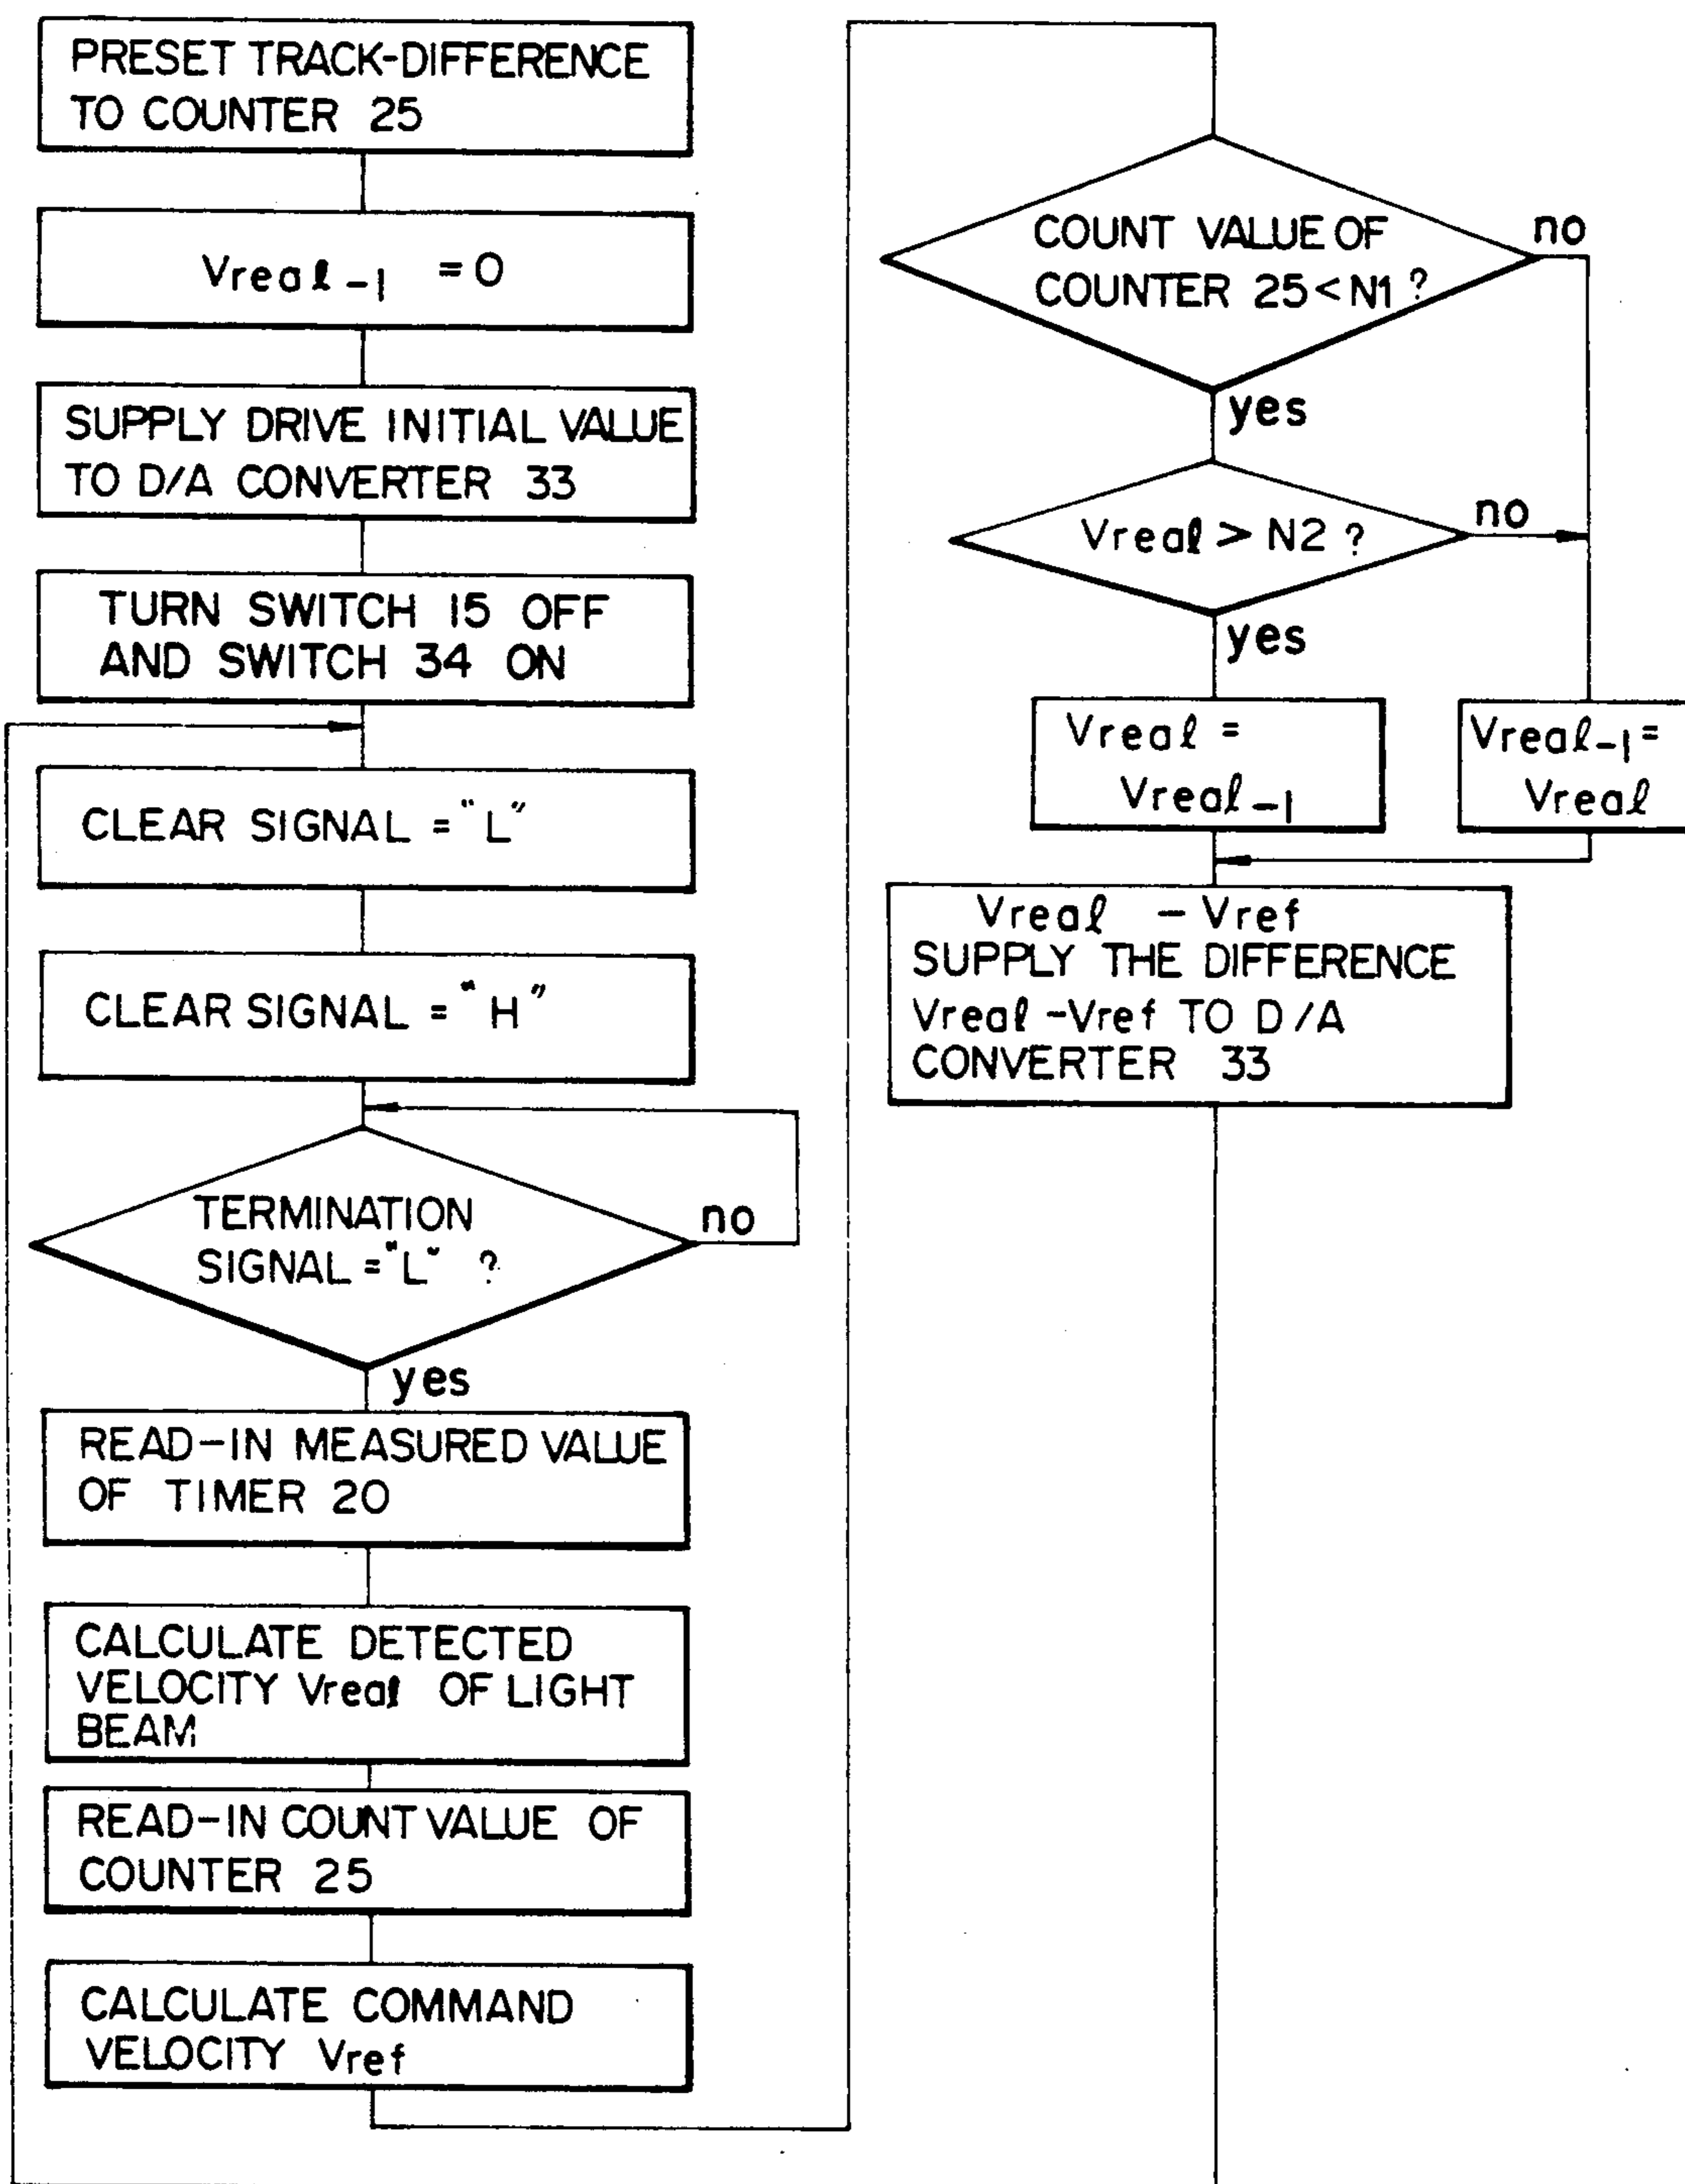 PRESET TRACK-DIFFERENCE
TO COUNTER 25
Vreal-1 = 0
SUPPLY DRIVE INITIAL VALUE
TO D/A CONVERTER 33
TURN SWITCH 15 OFF
AND SWITCH 34 ON
CLEAR SIGNAL = "L"
CLEAR SIGNAL = "H"
TERMINATION
SIGNAL = "L" ?
no
yes
READ-IN MEASURED VALUE
OF TIMER 20
CALCULATE DETECTED
VELOCITY Vreal OF LIGHT
BEAM
READ-IN COUNT VALUE OF
COUNTER 25
CALCULATE COMMAND
VELOCITY Vref
COUNT VALUE OF
COUNTER 25 < N1 ?
no
yes
Vreal > N2 ?
no
yes
Vreal =
Vreal-1
Vreal-1 =
Vreal
Vreal - Vref
SUPPLY THE DIFFERENCE
Vreal - Vref TO D/A
CONVERTER 33